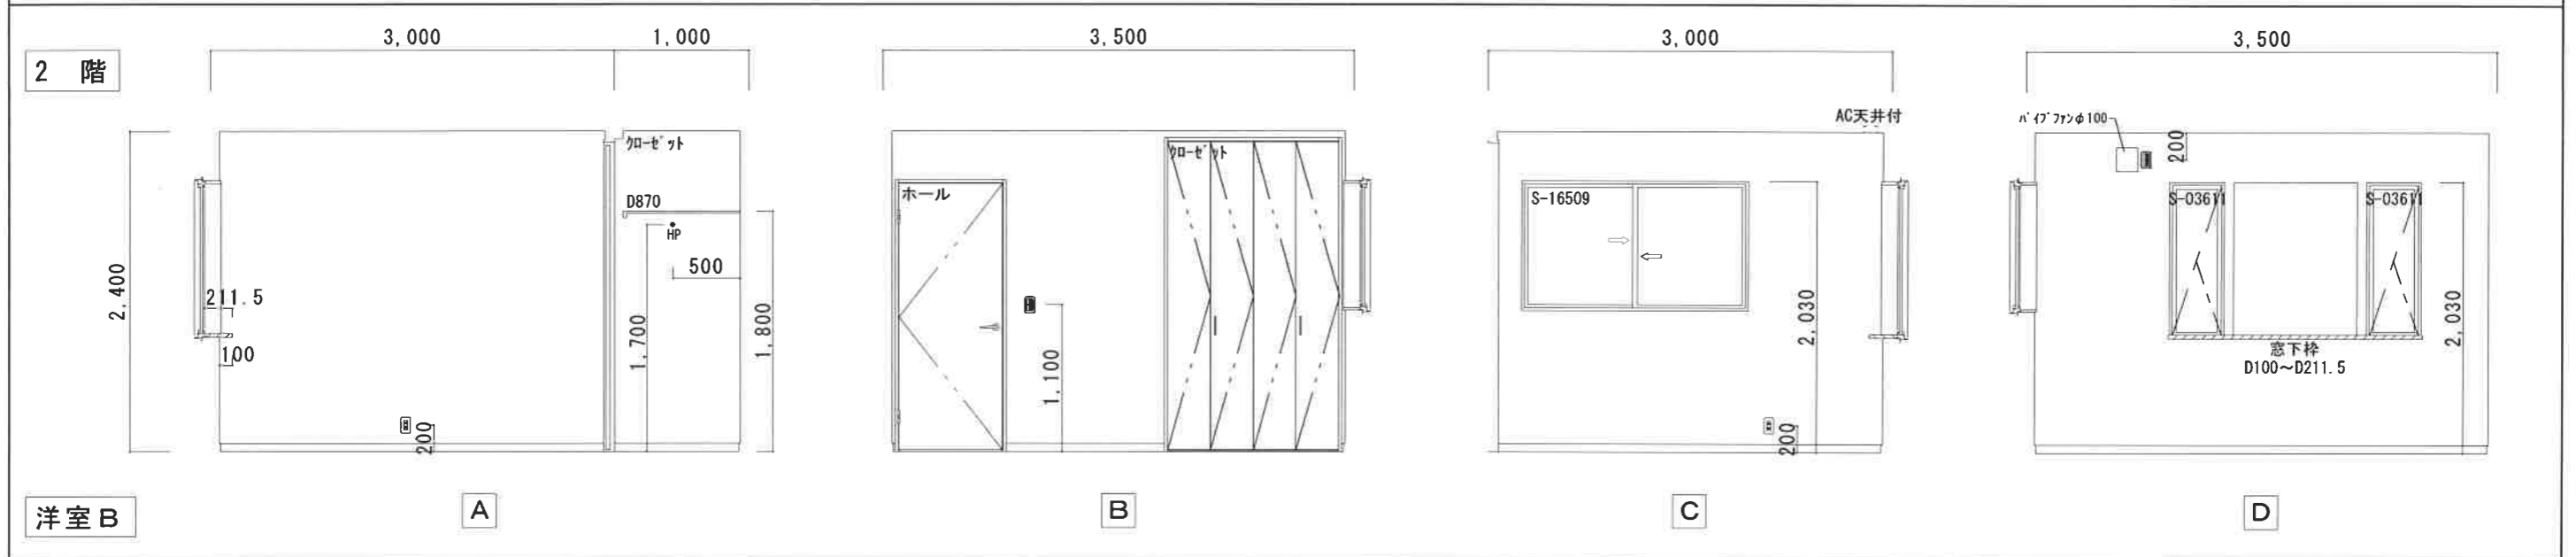 2 階
3,000
1,000
2,400
クローゼット
D870
HP
500
211.5
100
1,700
1,800
200
A
3,500
ホール
クローゼット
1,100
B
3,000
AC天井付
S-16509
2,030
200
C
3,500
パイプファンφ100
200
S-03611
S-03611
窓下枠
D100～D211.5
2,030
D
洋室B